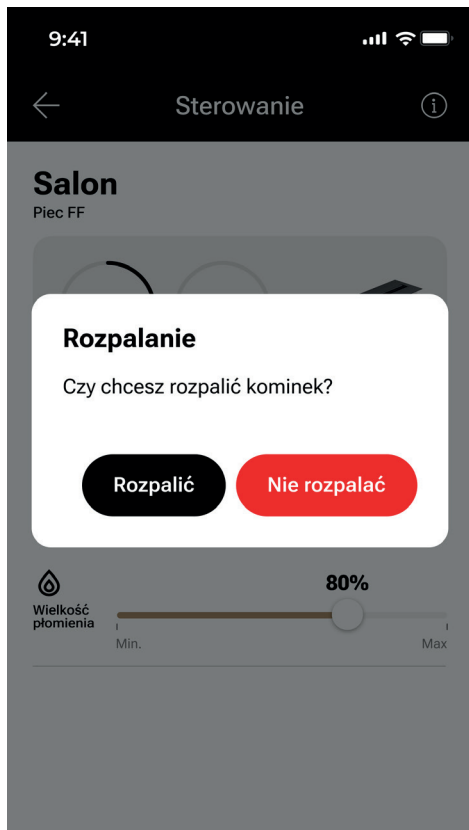 9:41
Sterowanie
Salon
Piec FF
Rozpalanie
Czy chcesz rozpalić kominek?
Rozpalić
Nie rozpalać
80%
Wielkość
płomienia
Min.
Max